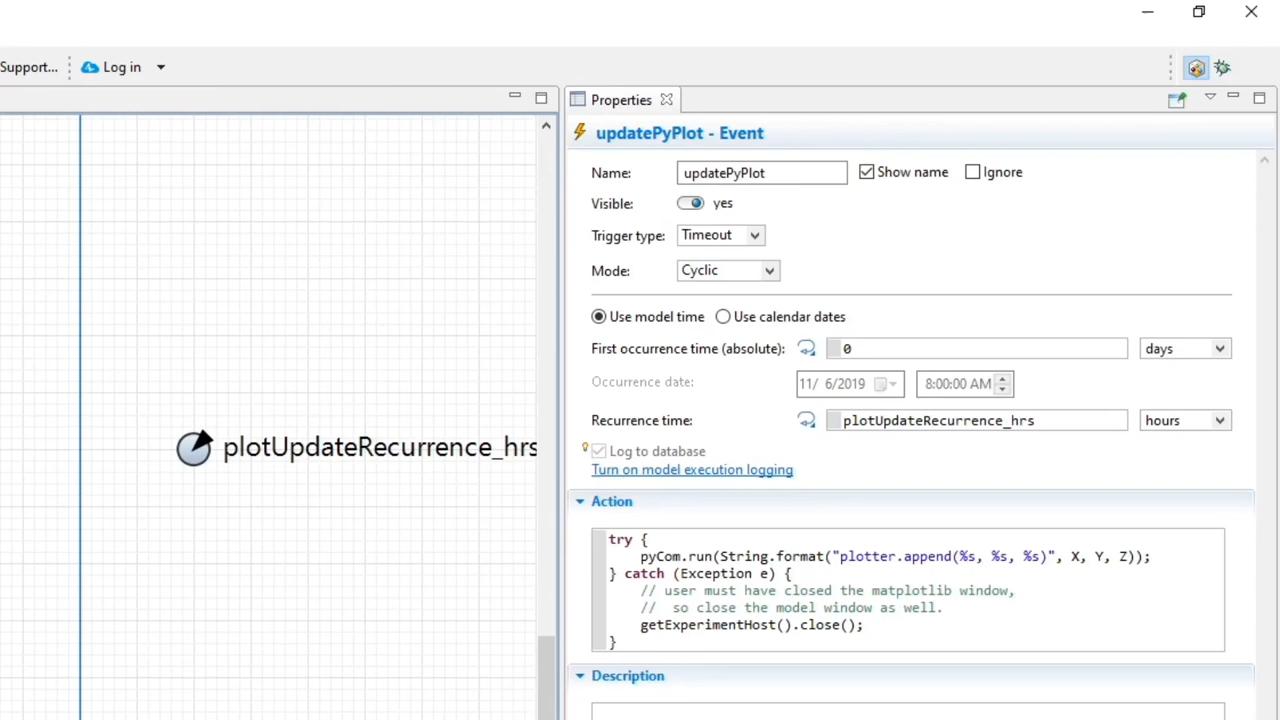 Support... Log in
Properties
updatePyPlot - Event
Name: updatePyPlot Show name Ignore
Visible: yes
Trigger type: Timeout
Mode: Cyclic
Use model time Use calendar dates
First occurrence time (absolute): 0 days
Occurrence date: 11/ 6/2019 8:00:00 AM
Recurrence time: plotUpdateRecurrence_hrs hours
plotUpdateRecurrence_hrs
Log to database
Turn on model execution logging
Action
try {
pyCom.run(String.format("plotter.append(%s, %s, %s)", X, Y, Z));
} catch (Exception e) {
// user must have closed the matplotlib window,
//  so close the model window as well.
getExperimentHost().close();
}
Description